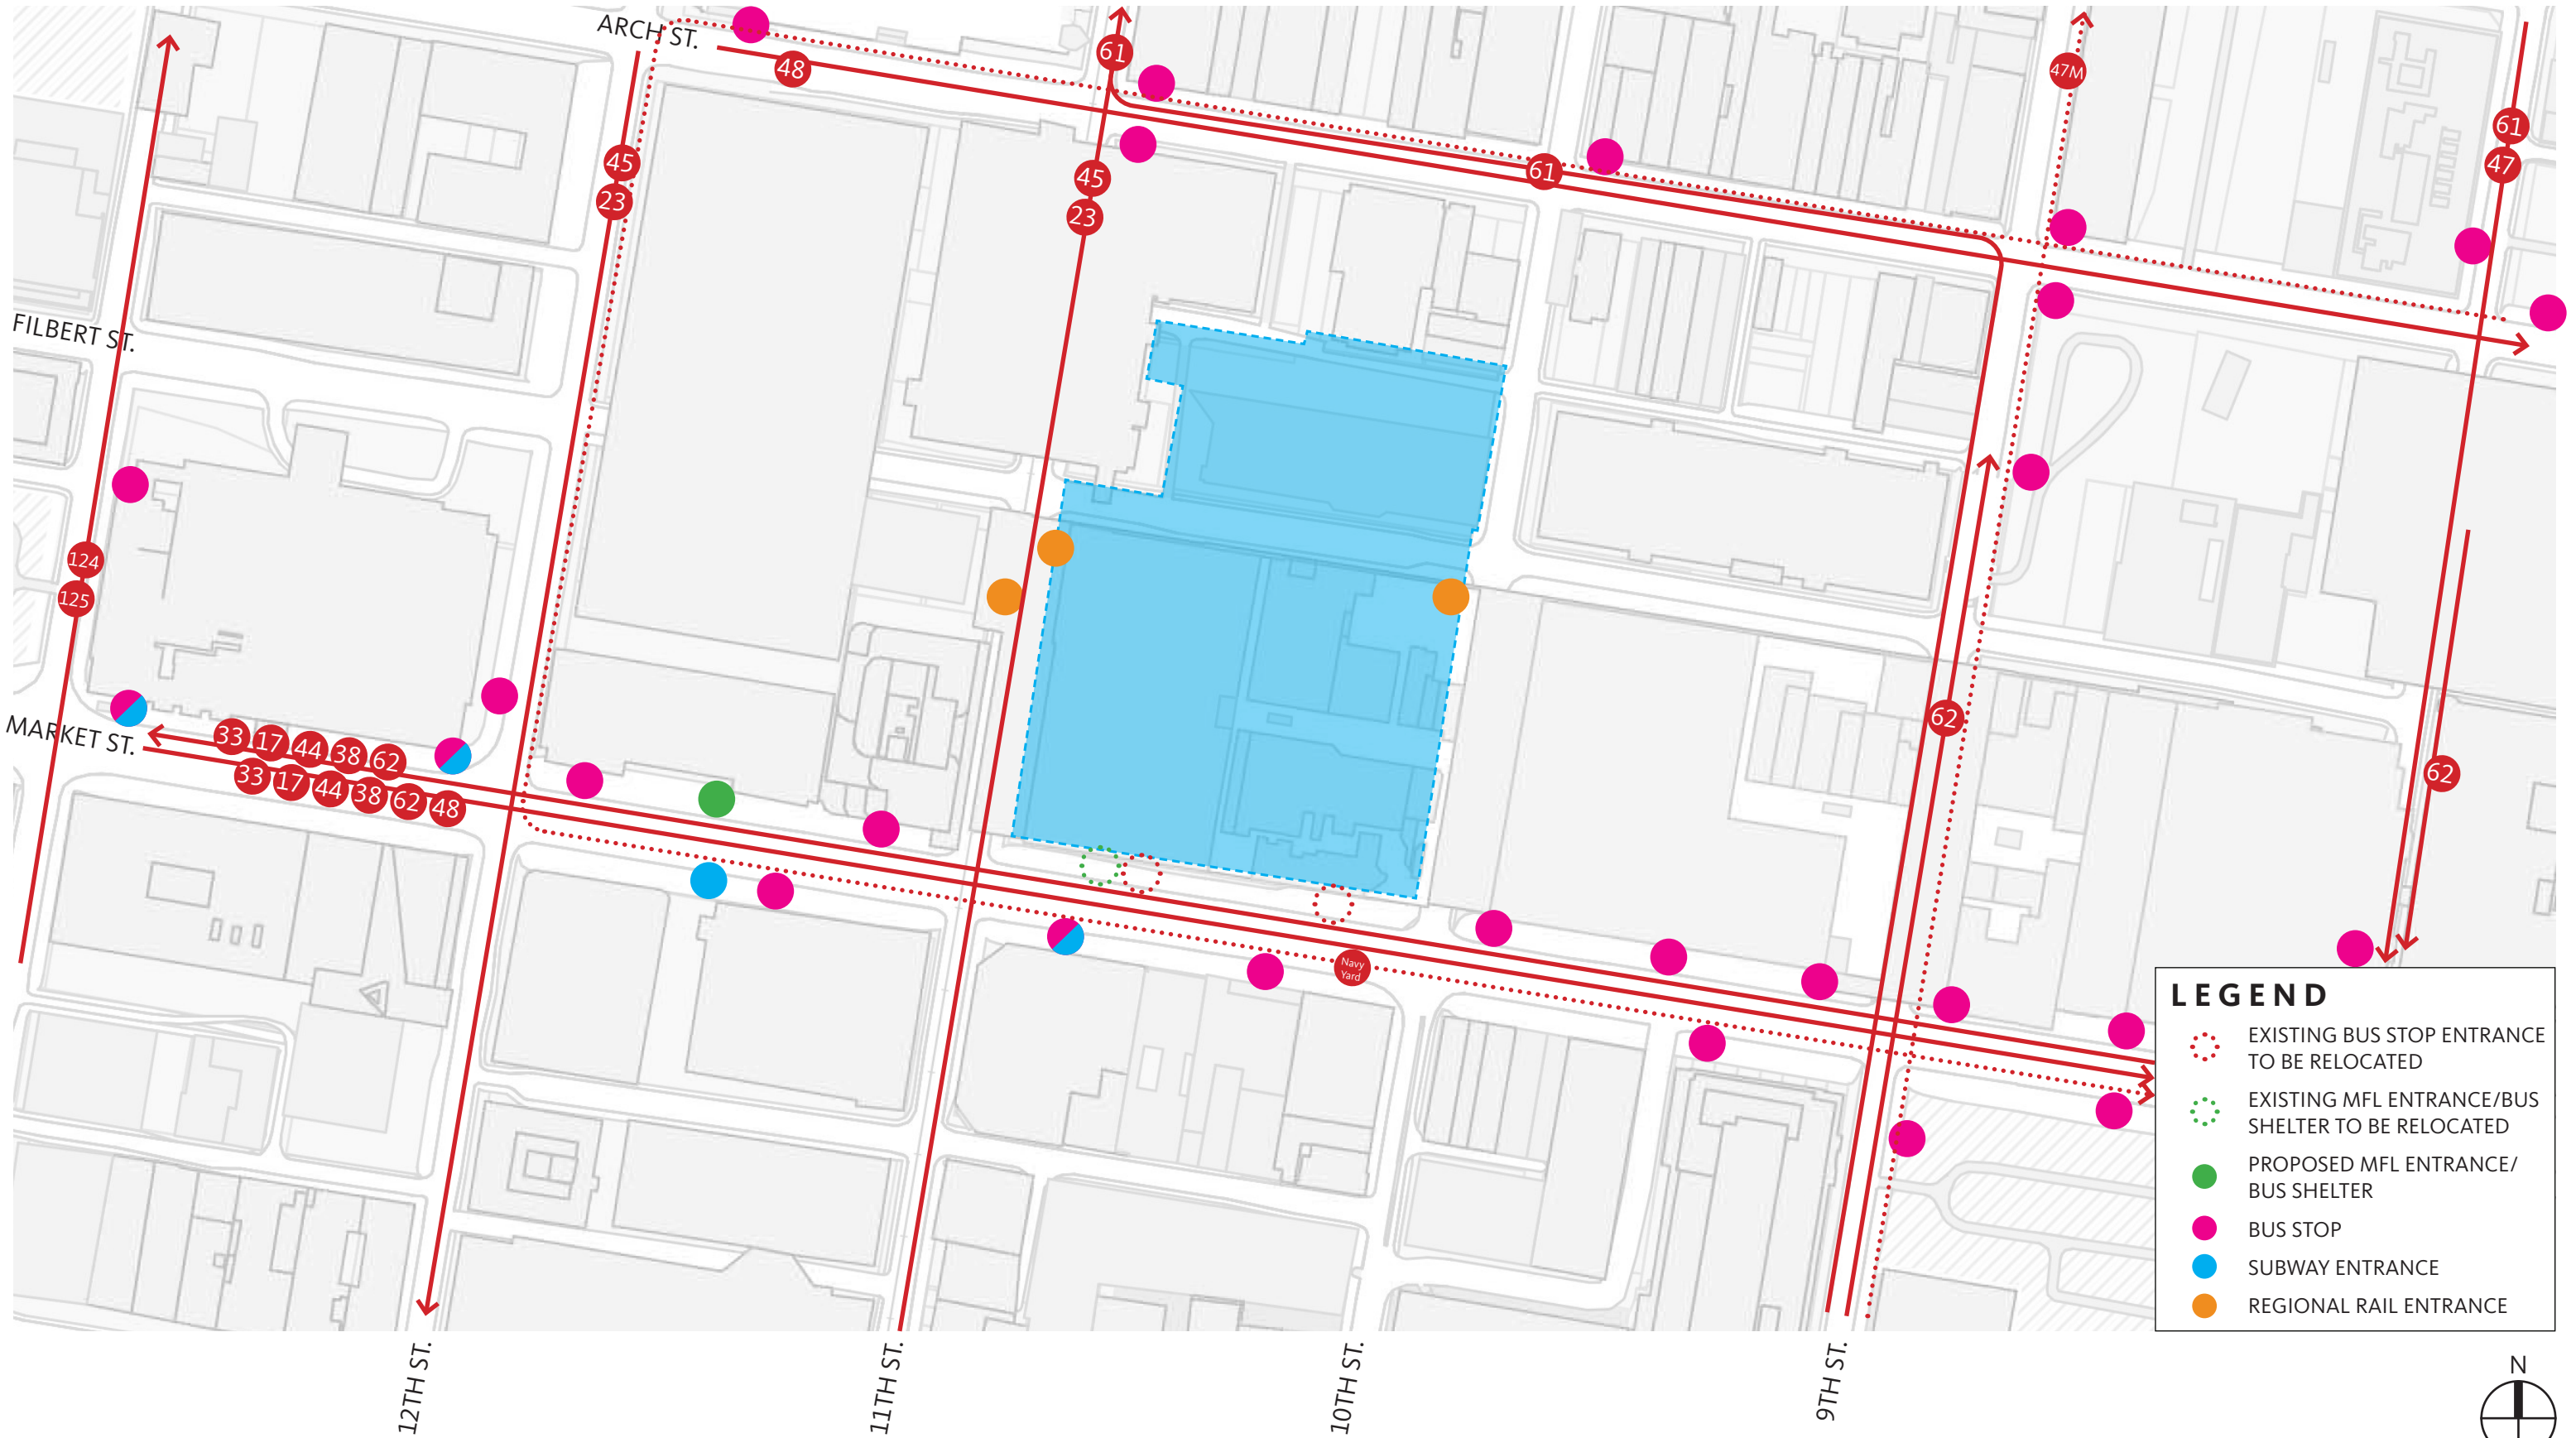 ARCH ST.
48
61
47M
61
47
45
23
45
23
61
FILBERT ST.
124
125
62
62
MARKET ST.
33 17 44 38 62
33 17 44 38 62 48
Navy
Yard
LEGEND
EXISTING BUS STOP ENTRANCE
TO BE RELOCATED
EXISTING MFL ENTRANCE/BUS
SHELTER TO BE RELOCATED
PROPOSED MFL ENTRANCE/
BUS SHELTER
BUS STOP
SUBWAY ENTRANCE
REGIONAL RAIL ENTRANCE
12TH ST.
11TH ST.
10TH ST.
9TH ST.
N